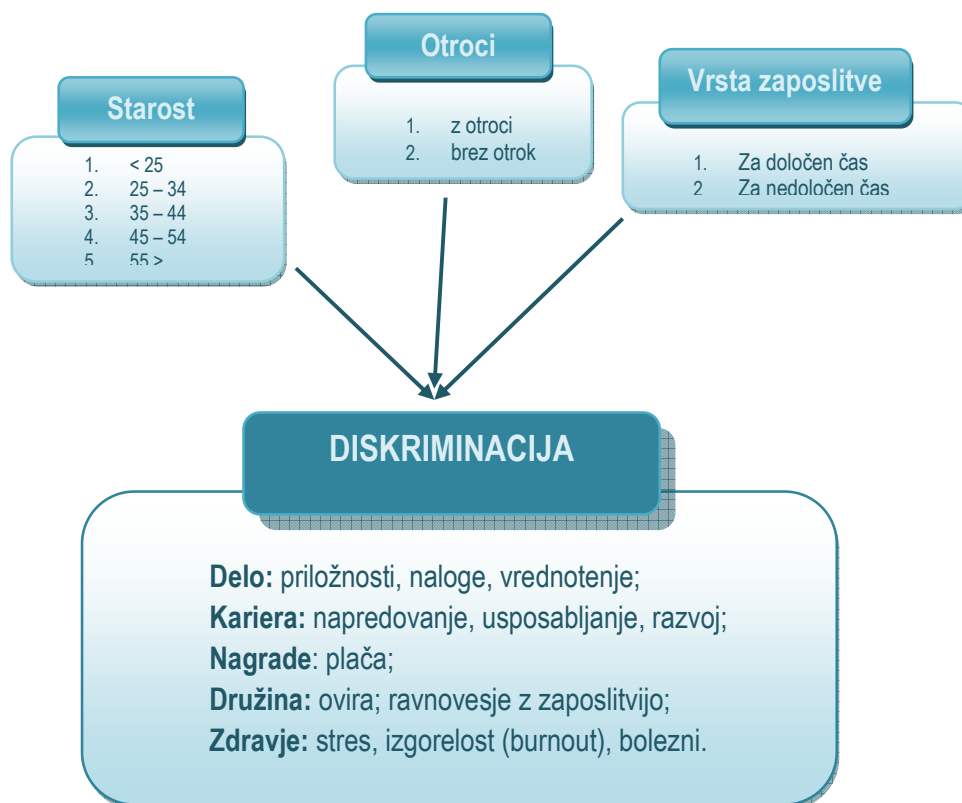 Starost
1. < 25
2. 25 – 34
3. 35 – 44
4. 45 – 54
5. 55 >
Otroci
1. z otroci
2. brez otrok
Vrsta zaposlitve
1. Za določen čas
2 Za nedoločen čas
DISKRIMINACIJA
Delo: priložnosti, naloge, vrednotenje;
Kariera: napredovanje, usposabljanje, razvoj;
Nagrade: plača;
Družina: ovira; ravnovesje z zaposlitvijo;
Zdravje: stres, izgorelost (burnout), bolezni.